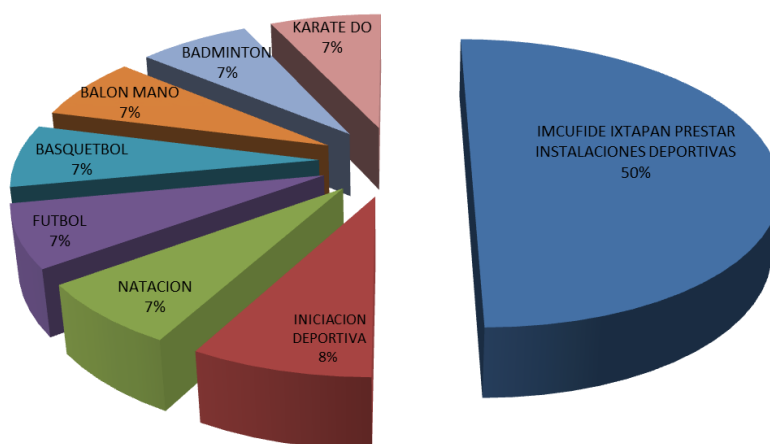 KARATE DO
7%
BADMINTON
7%
BALON MANO
7%
BASQUETBOL
7%
FUTBOL
7%
NATACION
7%
INICIACION
DEPORTIVA
8%
IMCUFIDE IXTAPAN PRESTAR
INSTALACIONES DEPORTIVAS
50%